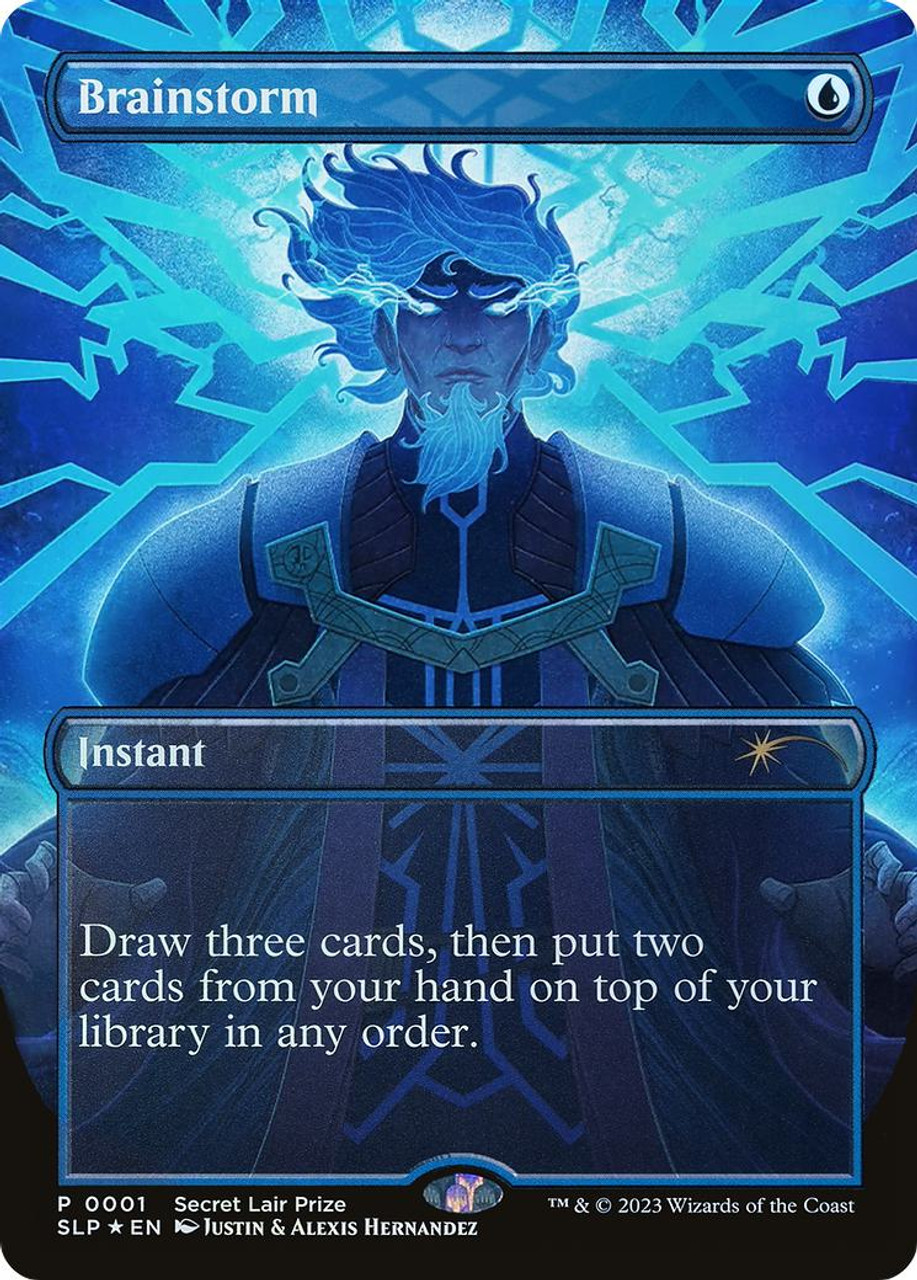 Brainstorm
Instant
Draw three cards, then put two
cards from your hand on top of your
library in any order.
P 0001 Secret Lair Prize
SLP ★ EN Justin & Alexis Hernandez
™ & © 2023 Wizards of the Coast